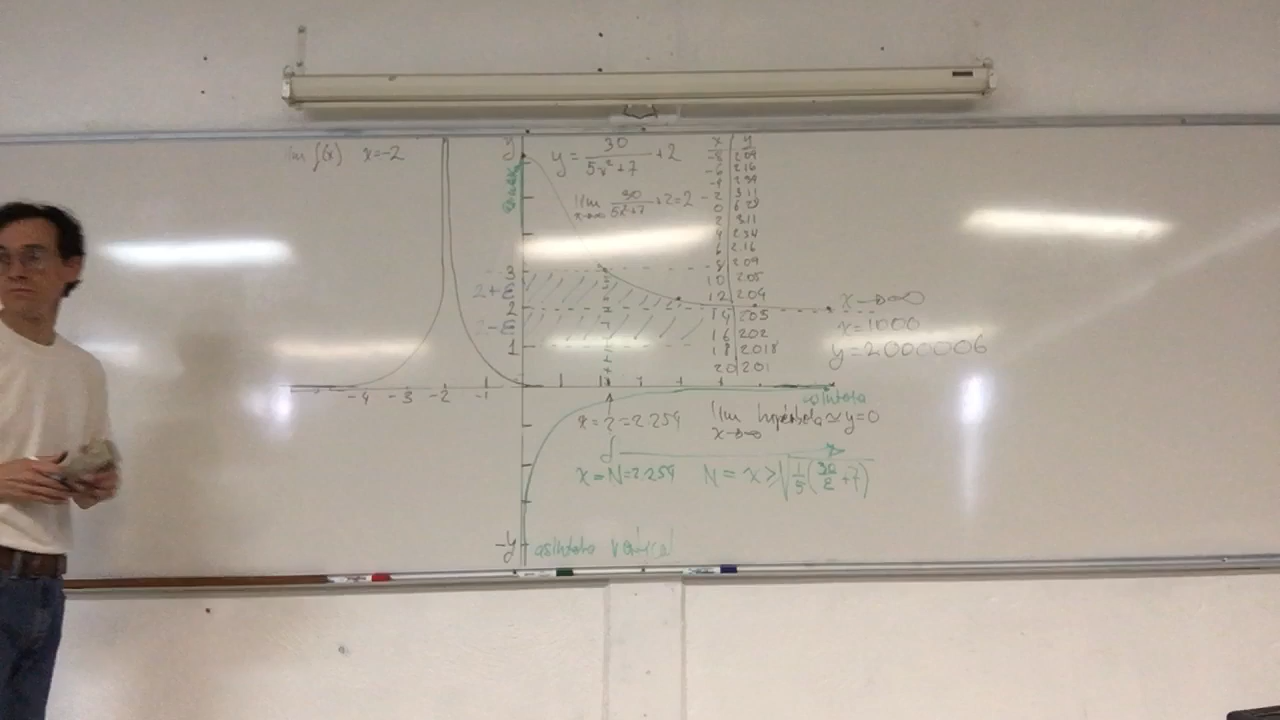 lim f(x) x=-2
y
y = 30/(5x²+7) +2
lim x→∞ 30/(5x²+7) +2=2
x | y
-8 | 2.09
-6 | 2.16
-4 | 2.34
-2 | 3.11
0 | 6.28
2 | 3.11
4 | 2.34
6 | 2.16
8 | 2.09
10 | 2.05
12 | 2.04
14 | 2.05
16 | 2.02
18 | 2.018
20 | 2.01
3
2+ε
2
2-ε
1
x→∞
x=1000
y=2.000006
-4 -3 -2 -1
asíntota
x=?=2.259
lim x→∞ hipérbola ≈ y=0
x=N=2.259
N = x ≥ √(1/5(30/ε+7))
-y
asíntota vertical